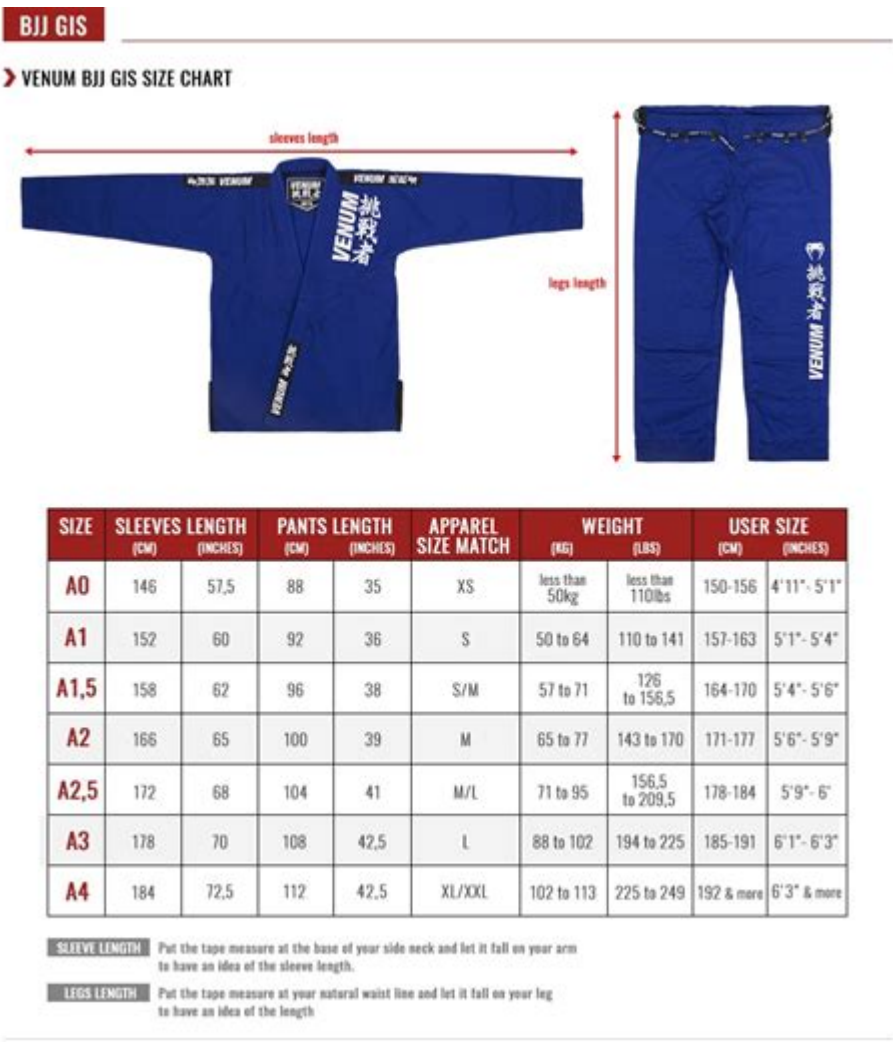 BJJ GIS
VENUM BJJ GIS SIZE CHART
sleeves length
VENUM
VENUM
VENUM
VENUM 挑戦者
legs length
挑戦者 VENUM
VENUM
SIZE SLEEVES LENGTH PANTS LENGTH APPAREL SIZE MATCH WEIGHT USER SIZE
(CM) (INCHES) (CM) (INCHES) (KG) (LBS) (CM) (INCHES)
A0 146 57,5 88 35 XS less than 50kg less than 110lbs 150-156 4'11"- 5'1"
A1 152 60 92 36 S 50 to 64 110 to 141 157-163 5'1"- 5'4"
A1,5 158 62 96 38 S/M 57 to 71 126 to 156,5 164-170 5'4"- 5'6"
A2 166 65 100 39 M 65 to 77 143 to 170 171-177 5'6"- 5'9"
A2,5 172 68 104 41 M/L 71 to 95 156,5 to 209,5 178-184 5'9"- 6'
A3 178 70 108 42,5 L 88 to 102 194 to 225 185-191 6'1"- 6'3"
A4 184 72,5 112 42,5 XL/XXL 102 to 113 225 to 249 192 & more 6'3" & more
SLEEVE LENGTH Put the tape measure at the base of your side neck and let it fall on your arm
to have an idea of the sleeve length.
LEGS LENGTH Put the tape measure at your natural waist line and let it fall on your leg
to have an idea of the length